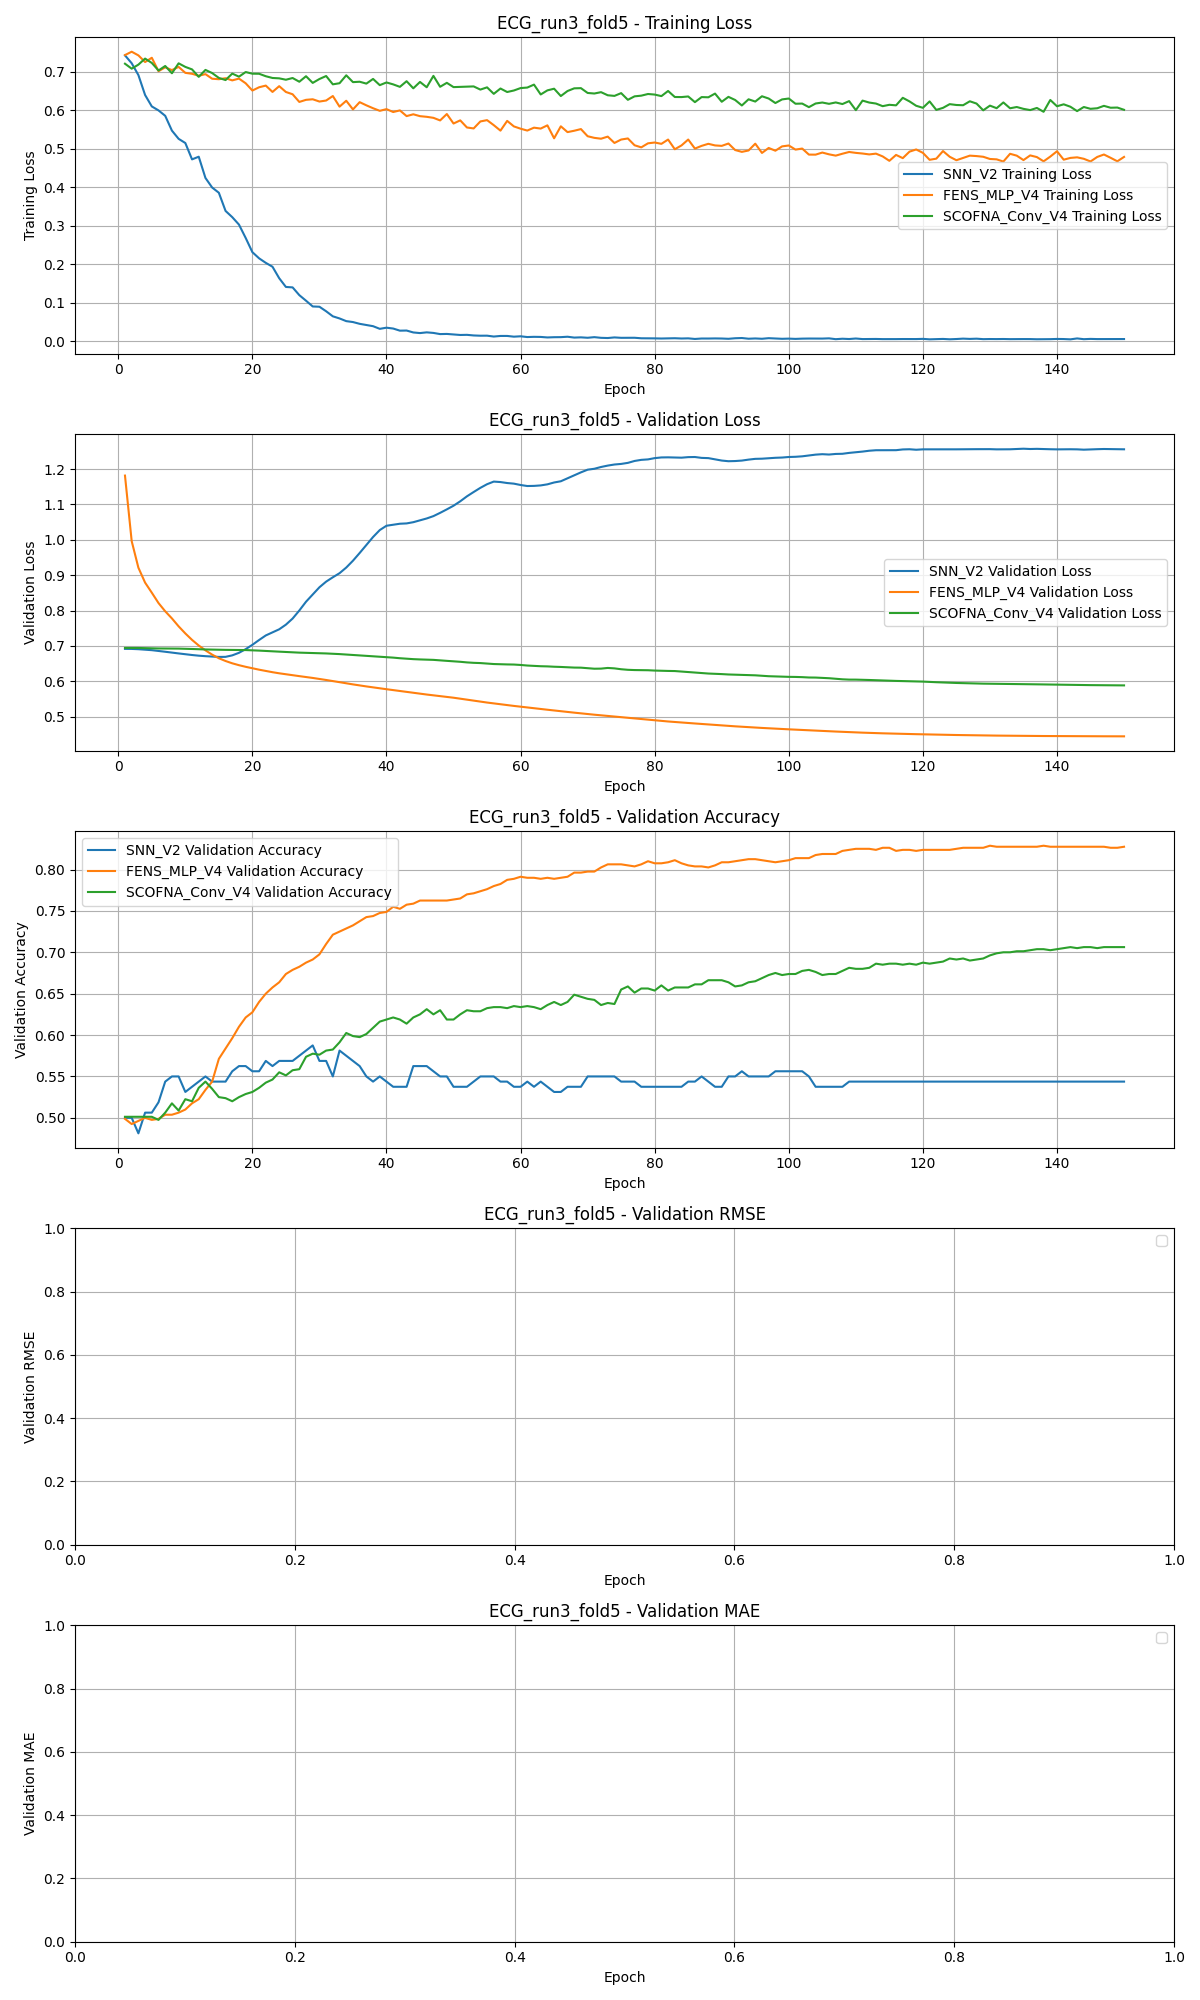 ECG_run3_fold5 - Training Loss
0.7
0.6
0.5
0.4
0.3
0.2
0.1
0.0
Training Loss
SNN_V2 Training Loss
FENS_MLP_V4 Training Loss
SCOFNA_Conv_V4 Training Loss
0 20 40 60 80 100 120 140
Epoch
ECG_run3_fold5 - Validation Loss
1.2
1.1
1.0
0.9
0.8
0.7
0.6
0.5
Validation Loss
SNN_V2 Validation Loss
FENS_MLP_V4 Validation Loss
SCOFNA_Conv_V4 Validation Loss
0 20 40 60 80 100 120 140
Epoch
ECG_run3_fold5 - Validation Accuracy
SNN_V2 Validation Accuracy
FENS_MLP_V4 Validation Accuracy
SCOFNA_Conv_V4 Validation Accuracy
0.80
0.75
0.70
0.65
0.60
0.55
0.50
Validation Accuracy
0 20 40 60 80 100 120 140
Epoch
ECG_run3_fold5 - Validation RMSE
1.0
0.8
0.6
0.4
0.2
0.0
Validation RMSE
0.0 0.2 0.4 0.6 0.8 1.0
Epoch
ECG_run3_fold5 - Validation MAE
1.0
0.8
0.6
0.4
0.2
0.0
Validation MAE
0.0 0.2 0.4 0.6 0.8 1.0
Epoch